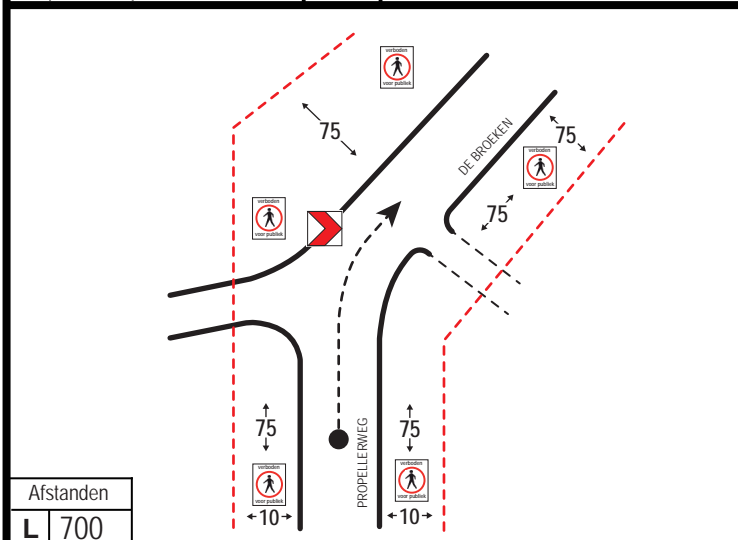 verboden
voor publiek
75
DE BROEKEN
75
verboden
voor publiek
75
verboden
voor publiek
75
75
PROPELLERWEG
verboden
voor publiek
verboden
voor publiek
10
10
Afstanden
L 700